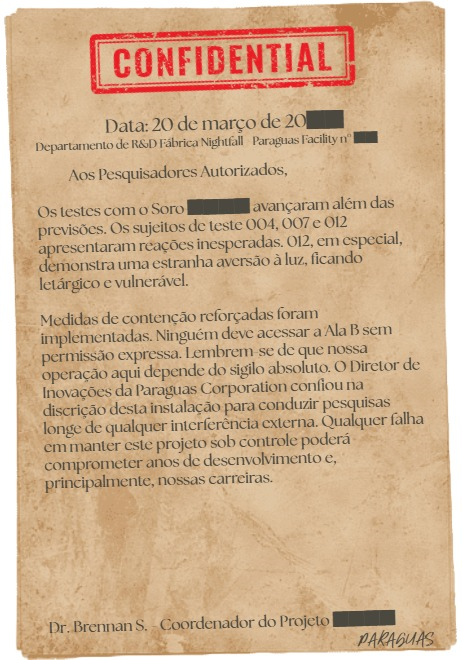 CONFIDENTIAL
Data: 20 de março de 20
Departamento de R&D Fábrica Nightfall Paraguas Facility nº
Aos Pesquisadores Autorizados,
Os testes com o Soro avançaram além das
previsões. Os sujeitos de teste 004, 007 e 012
apresentaram reações inesperadas. 012, em especial,
demonstra uma estranha aversão à luz, ficando
letárgico e vulnerável.
Medidas de contenção reforçadas foram
implementadas. Ninguém deve acessar a Ala B sem
permissão expressa. Lembrem-se de que nossa
operação aqui depende do sigilo absoluto. O Diretor de
Inovações da Paraguas Corporation confiou na
discrição desta instalação para conduzir pesquisas
longe de qualquer interferência externa. Qualquer falha
em manter este projeto sob controle poderá
comprometer anos de desenvolvimento e,
principalmente, nossas carreiras.
Dr. Brennan S. - Coordenador do Projeto
PARAGUAS